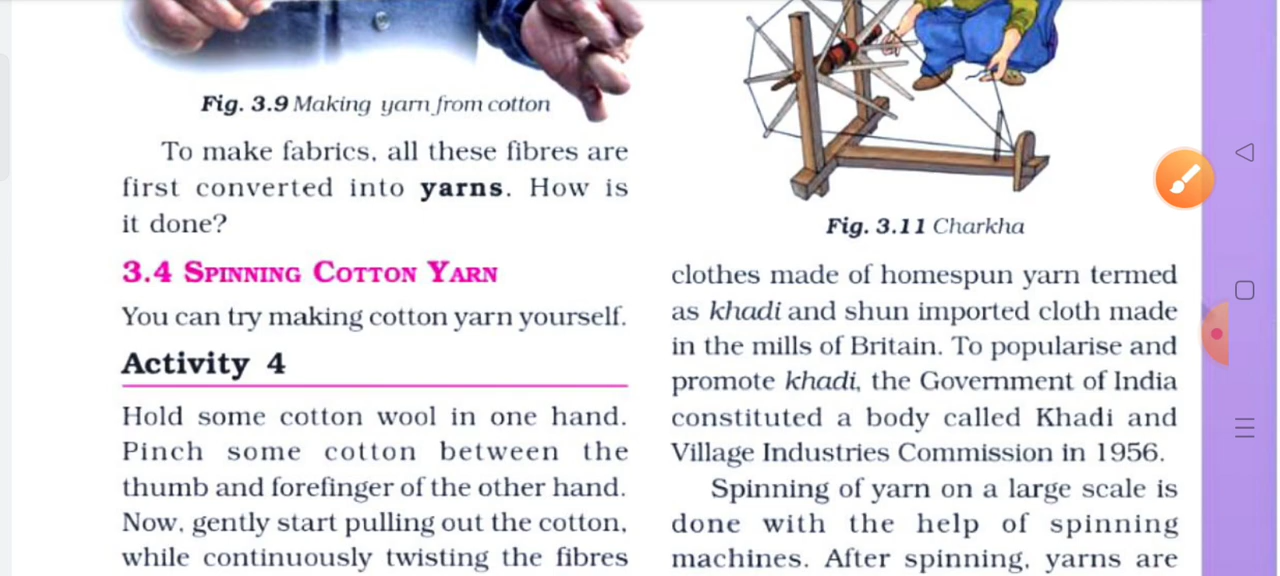 Fig. 3.9 Making yarn from cotton
To make fabrics, all these fibres are
first converted into yarns. How is
it done?
3.4 SPINNING COTTON YARN
You can try making cotton yarn yourself.
Activity 4
Hold some cotton wool in one hand.
Pinch some cotton between the
thumb and forefinger of the other hand.
Now, gently start pulling out the cotton,
while continuously twisting the fibres
Fig. 3.11 Charkha
clothes made of homespun yarn termed
as khadi and shun imported cloth made
in the mills of Britain. To popularise and
promote khadi, the Government of India
constituted a body called Khadi and
Village Industries Commission in 1956.
Spinning of yarn on a large scale is
done with the help of spinning
machines. After spinning, yarns are